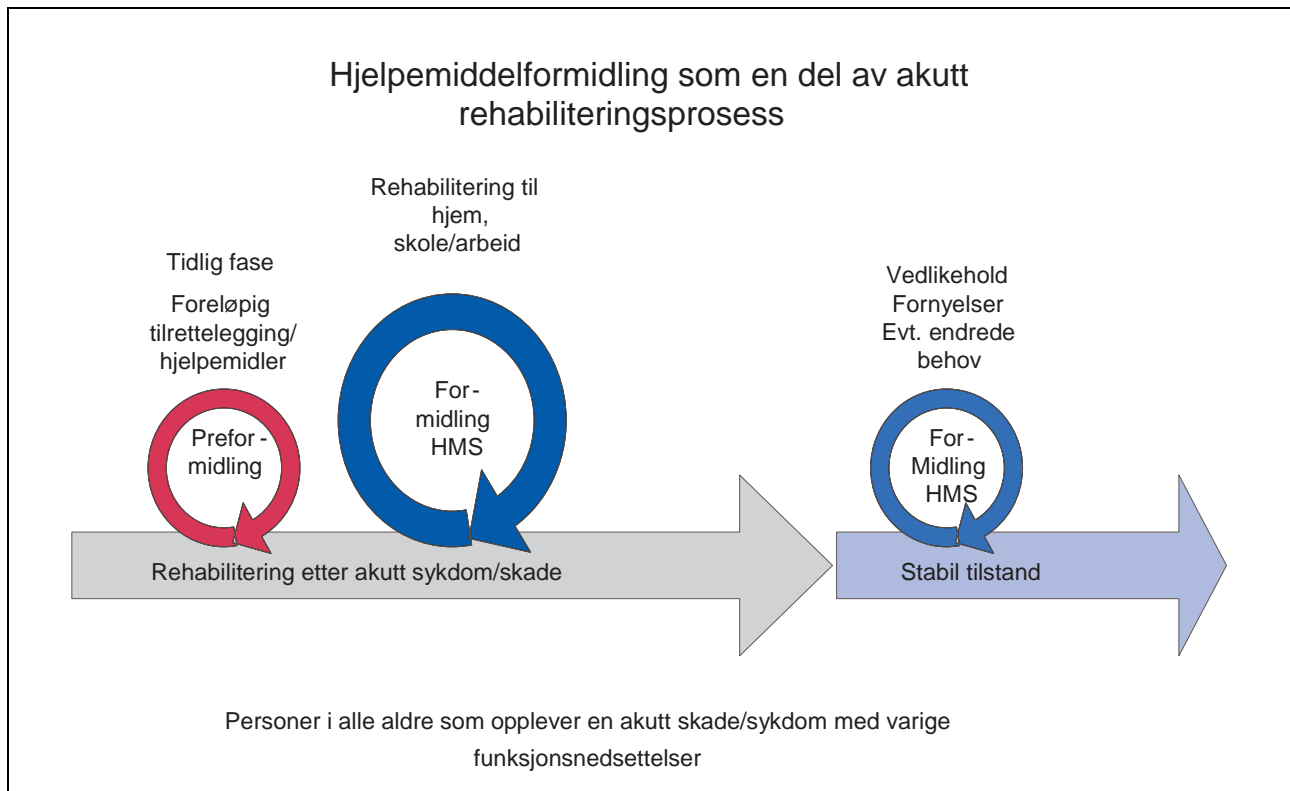 Hjelpemiddelformidling som en del av akutt
rehabiliteringsprosess
Rehabilitering til
hjem,
skole/arbeid
Tidlig fase
Foreløpig
tilrettelegging/
hjelpemidler
Vedlikehold
Fornyelser
Evt. endrede
behov
Prefor-
midling
For-
midling
HMS
For-
Midling
HMS
Rehabilitering etter akutt sykdom/skade
Stabil tilstand
Personer i alle aldre som opplever en akutt skade/sykdom med varige
funksjonsnedsettelser